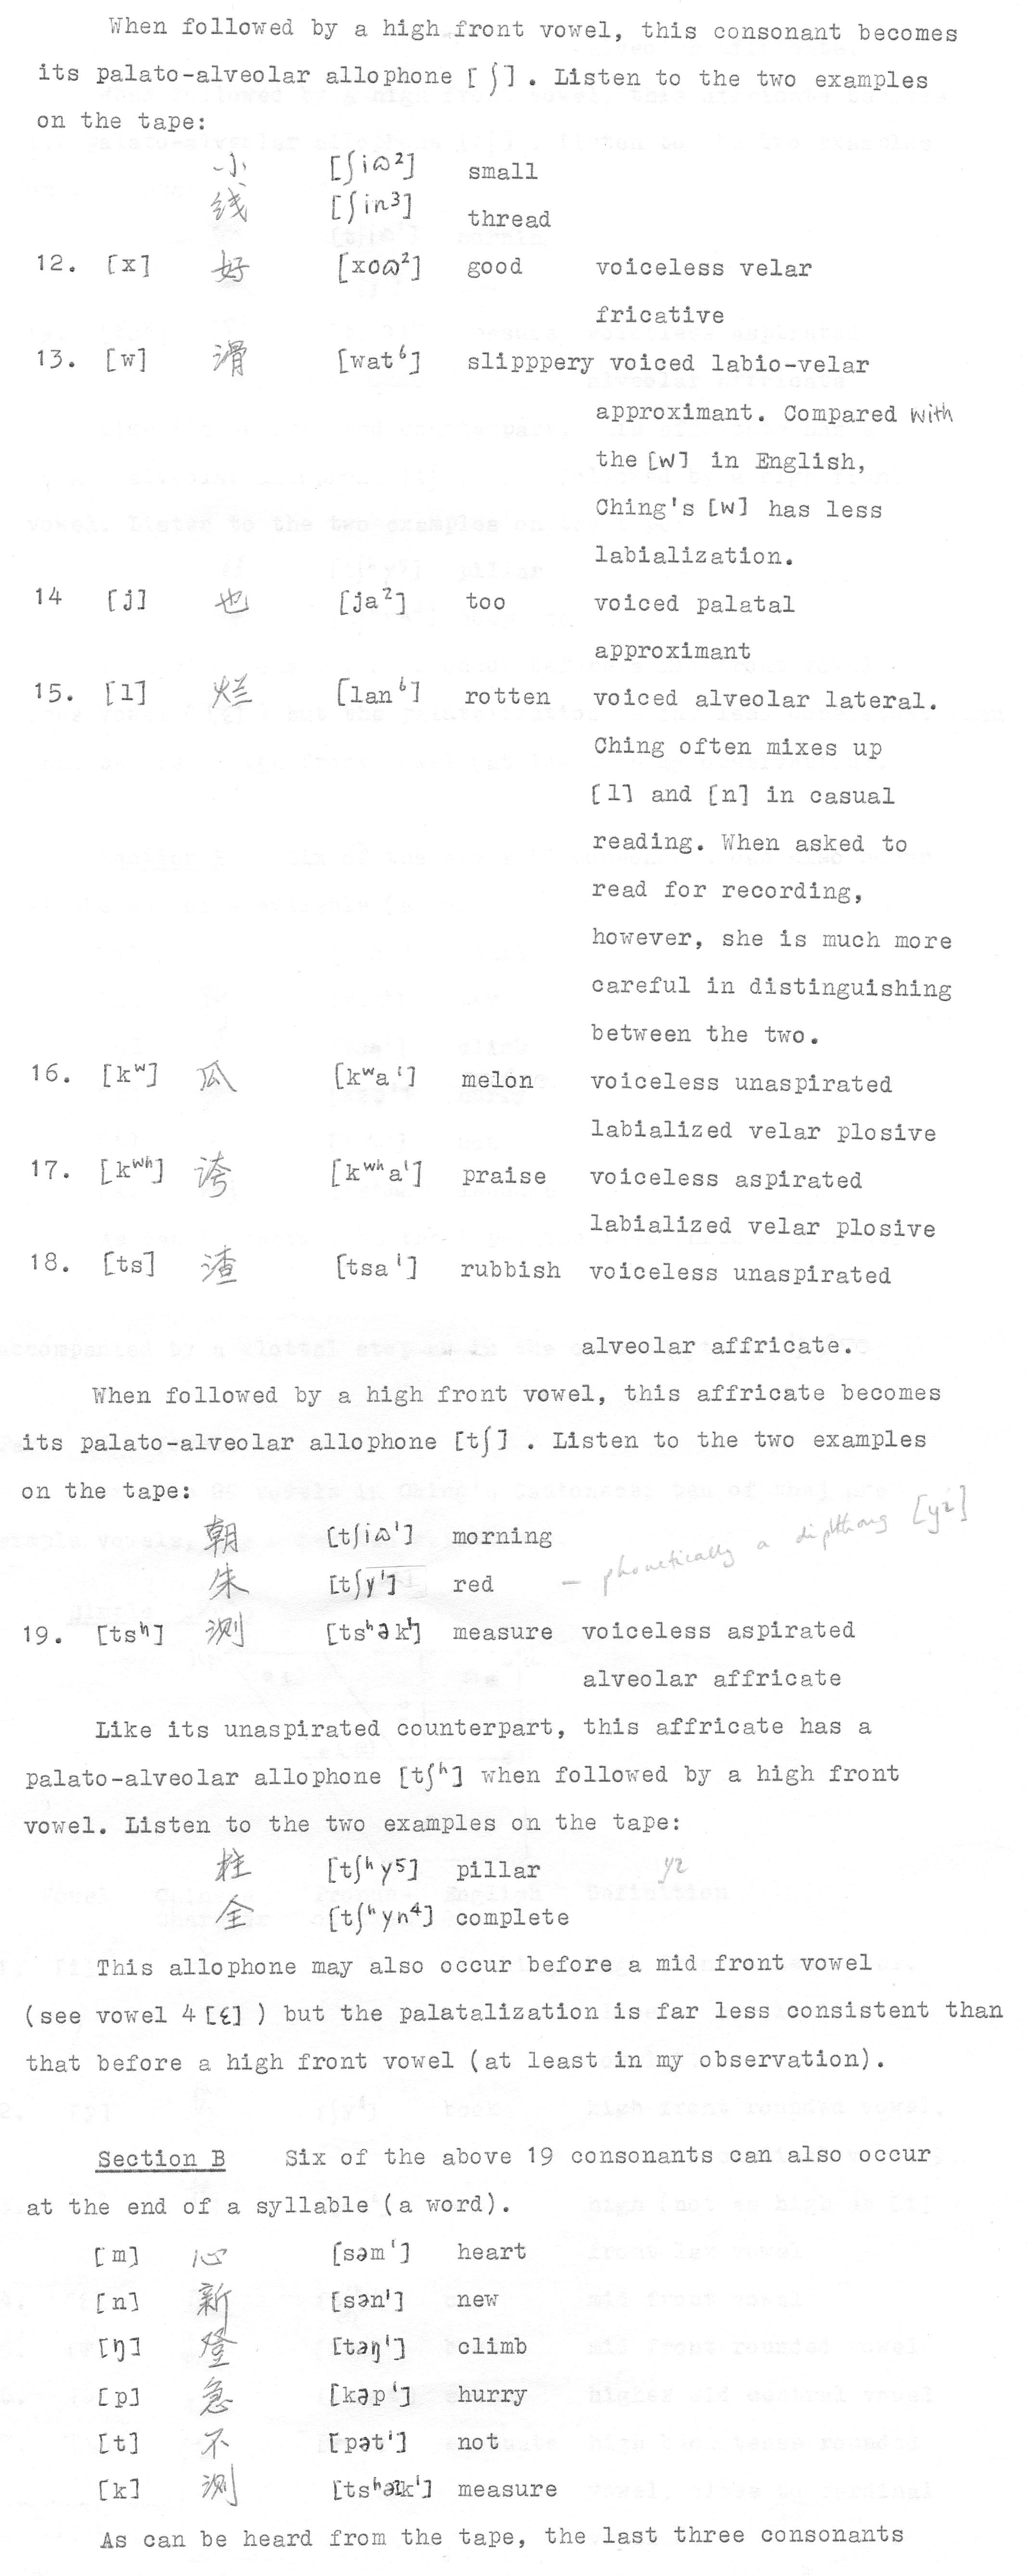 When followed by a high front vowel, this consonant becomes
its palato-alveolar allophone [ʃ]. Listen to the two examples
on the tape:
小 [ʃiɷ²] small
线 [ʃin³] thread
12. [x] 好 [xoɷ²] good voiceless velar
fricative
13. [w] 滑 [wat⁶] slipppery voiced labio-velar
approximant. Compared with
the [w] in English,
Ching's [w] has less
labialization.
14 [j] 也 [ja²] too voiced palatal
approximant
15. [l] 烂 [lan⁶] rotten voiced alveolar lateral.
Ching often mixes up
[l] and [n] in casual
reading. When asked to
read for recording,
however, she is much more
careful in distinguishing
between the two.
16. [kʷ] 瓜 [kʷa¹] melon voiceless unaspirated
labialized velar plosive
17. [kʷʰ] 誇 [kʷʰa¹] praise voiceless aspirated
labialized velar plosive
18. [ts] 渣 [tsa¹] rubbish voiceless unaspirated
alveolar affricate.
When followed by a high front vowel, this affricate becomes
its palato-alveolar allophone [tʃ] . Listen to the two examples
on the tape:
朝 [tʃiɷ¹] morning
朱 [tʃy¹] red — phonetically a dipthong [yʑ]
19. [tsʰ] 测 [tsʰək¹] measure voiceless aspirated
alveolar affricate
Like its unaspirated counterpart, this affricate has a
palato-alveolar allophone [tʃʰ] when followed by a high front
vowel. Listen to the two examples on the tape:
柱 [tʃʰy⁵] pillar
全 [tʃʰyn⁴] complete
This allophone may also occur before a mid front vowel
(see vowel 4 [ɛ] ) but the palatalization is far less consistent than
that before a high front vowel (at least in my observation).
Section B Six of the above 19 consonants can also occur
at the end of a syllable (a word).
[m] 心 [səm¹] heart
[n] 新 [sən¹] new
[ŋ] 登 [təŋ¹] climb
[p] 急 [kəp¹] hurry
[t] 不 [pət¹] not
[k] 测 [tsʰək¹] measure
As can be heard from the tape, the last three consonants